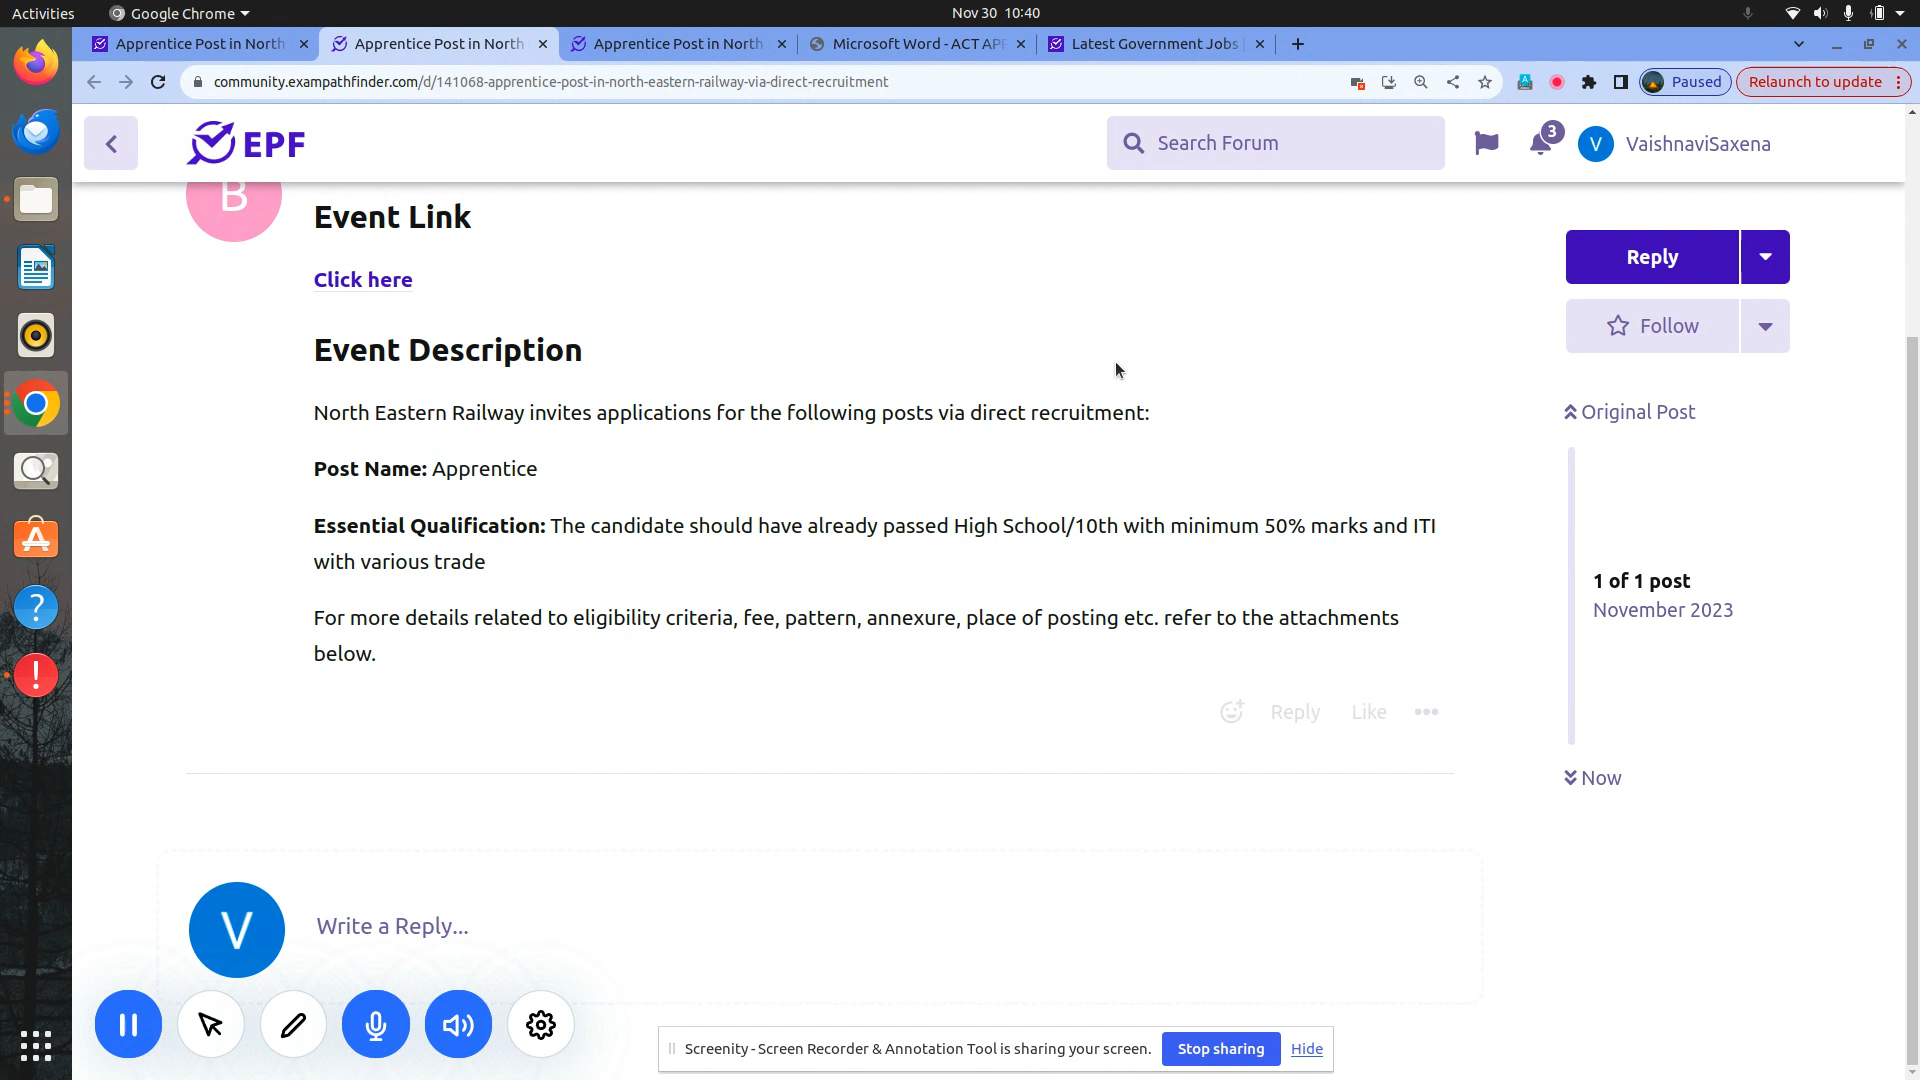 Activities
Google Chrome
Nov 30 10:40
Apprentice Post in North
Apprentice Post in North
Apprentice Post in North
Microsoft Word - ACT AP
Latest Government Jobs
community.exampathfinder.com/d/141068-apprentice-post-in-north-eastern-railway-via-direct-recruitment
Paused
Relaunch to update
EPF
Search Forum
3
V
VaishnaviSaxena
B
Event Link
Click here
Event Description
North Eastern Railway invites applications for the following posts via direct recruitment:
Post Name: Apprentice
Essential Qualification: The candidate should have already passed High School/10th with minimum 50% marks and ITI
with various trade
For more details related to eligibility criteria, fee, pattern, annexure, place of posting etc. refer to the attachments
below.
Reply
Like
Reply
Follow
Original Post
1 of 1 post
November 2023
Now
V
Write a Reply...
Screenity - Screen Recorder & Annotation Tool is sharing your screen.
Stop sharing
Hide